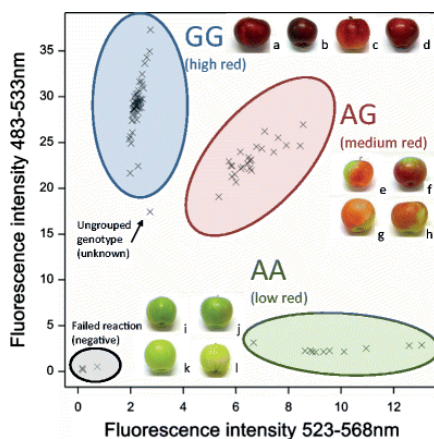 Fluorescence intensity 483-533nm
35
30
25
20
15
10
5
0
GG
(high red)
a
b
c
d
AG
(medium red)
e
f
g
h
Ungrouped
genotype
(unknown)
AA
(low red)
Failed reaction
(negative)
i
j
k
l
0
2
4
6
8
10
12
Fluorescence intensity 523-568nm